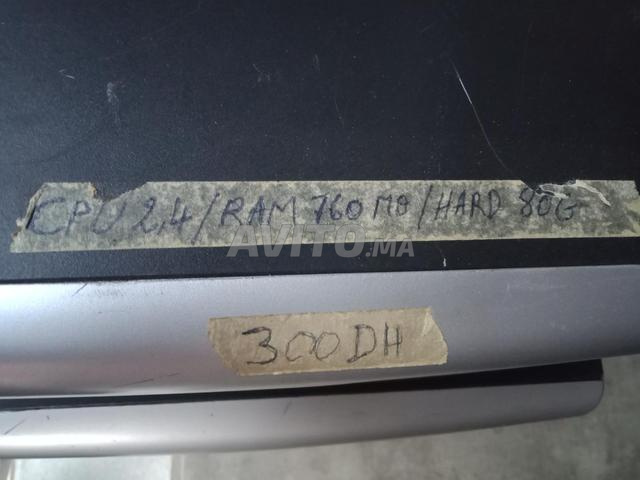 CPU 2,4/RAM 760 MO/HARD 80G
AVITO.MA
300DH